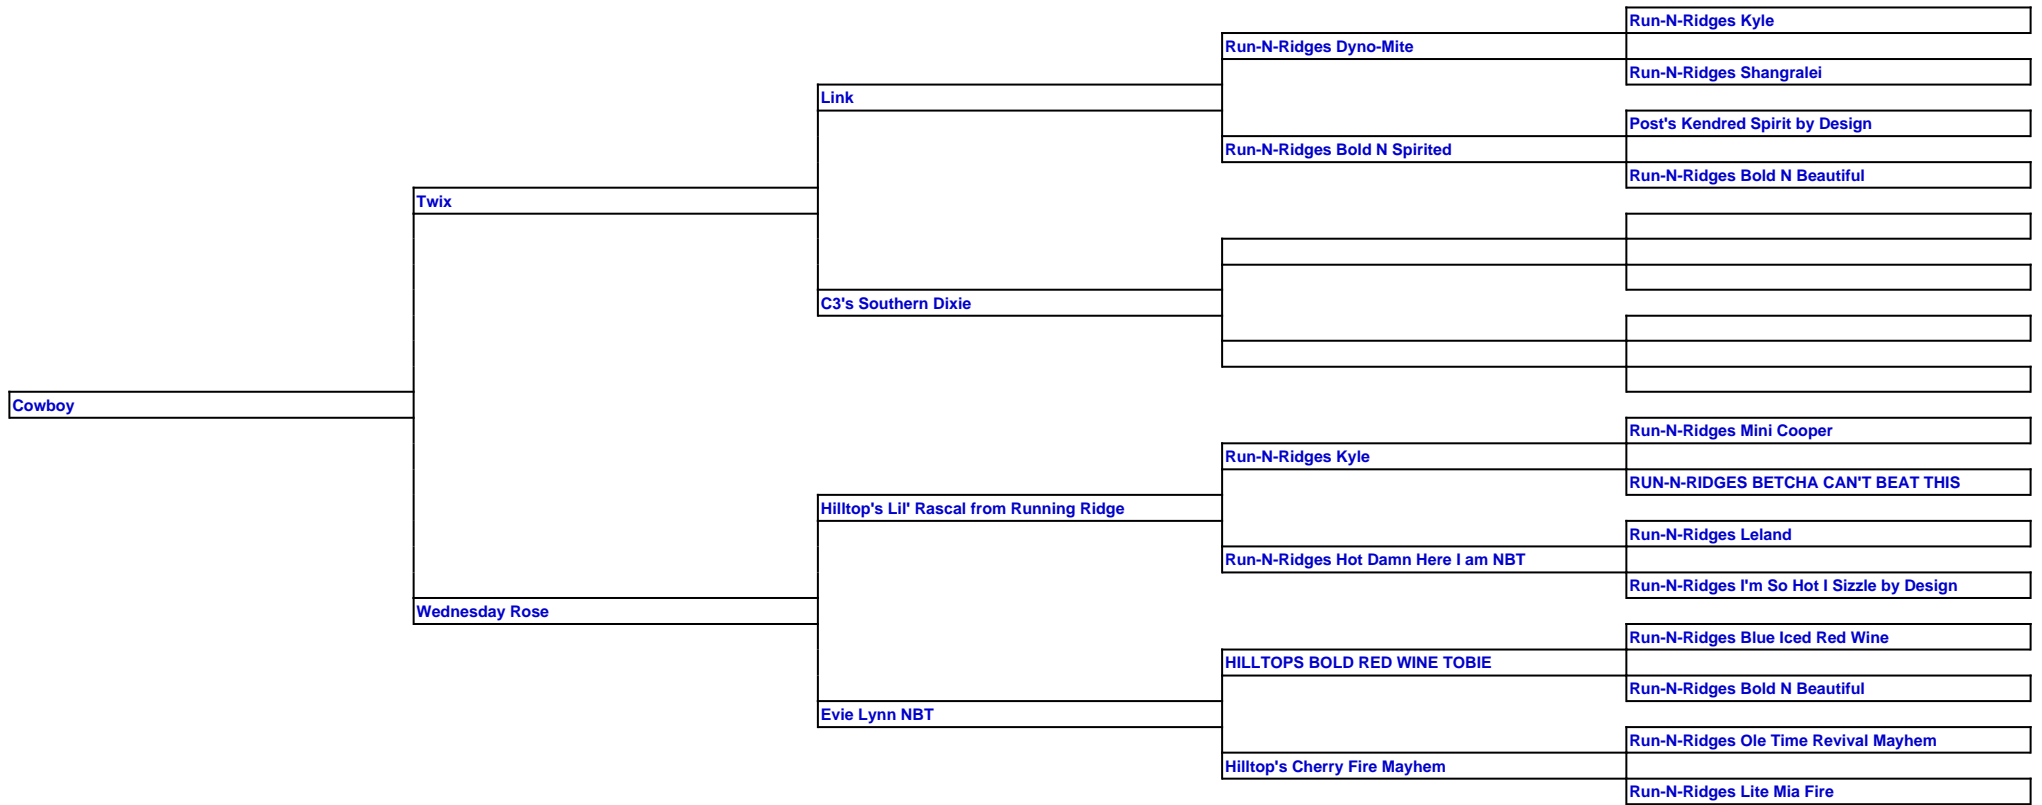 Run-N-Ridges Kyle
Run-N-Ridges Dyno-Mite
Run-N-Ridges Shangralei
Link
Post's Kendred Spirit by Design
Run-N-Ridges Bold N Spirited
Run-N-Ridges Bold N Beautiful
Twix
C3's Southern Dixie
Cowboy
Run-N-Ridges Mini Cooper
Run-N-Ridges Kyle
RUN-N-RIDGES BETCHA CAN'T BEAT THIS
Hilltop's Lil' Rascal from Running Ridge
Run-N-Ridges Leland
Run-N-Ridges Hot Damn Here I am NBT
Run-N-Ridges I'm So Hot I Sizzle by Design
Wednesday Rose
Run-N-Ridges Blue Iced Red Wine
HILLTOPS BOLD RED WINE TOBIE
Run-N-Ridges Bold N Beautiful
Evie Lynn NBT
Run-N-Ridges Ole Time Revival Mayhem
Hilltop's Cherry Fire Mayhem
Run-N-Ridges Lite Mia Fire